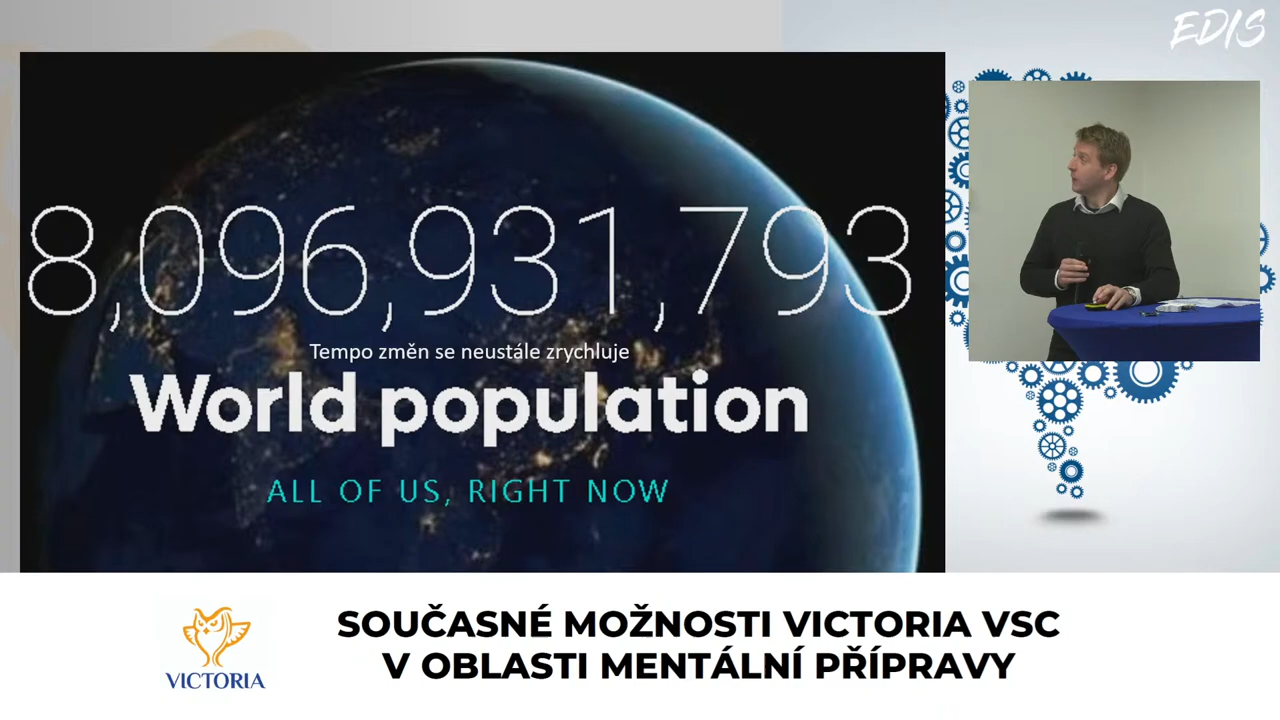 EDIS
8,096,931,793
Tempo změn se neustále zrychluje
World population
ALL OF US, RIGHT NOW
VICTORIA
SOUČASNÉ MOŽNOSTI VICTORIA VSC
V OBLASTI MENTÁLNÍ PŘÍPRAVY